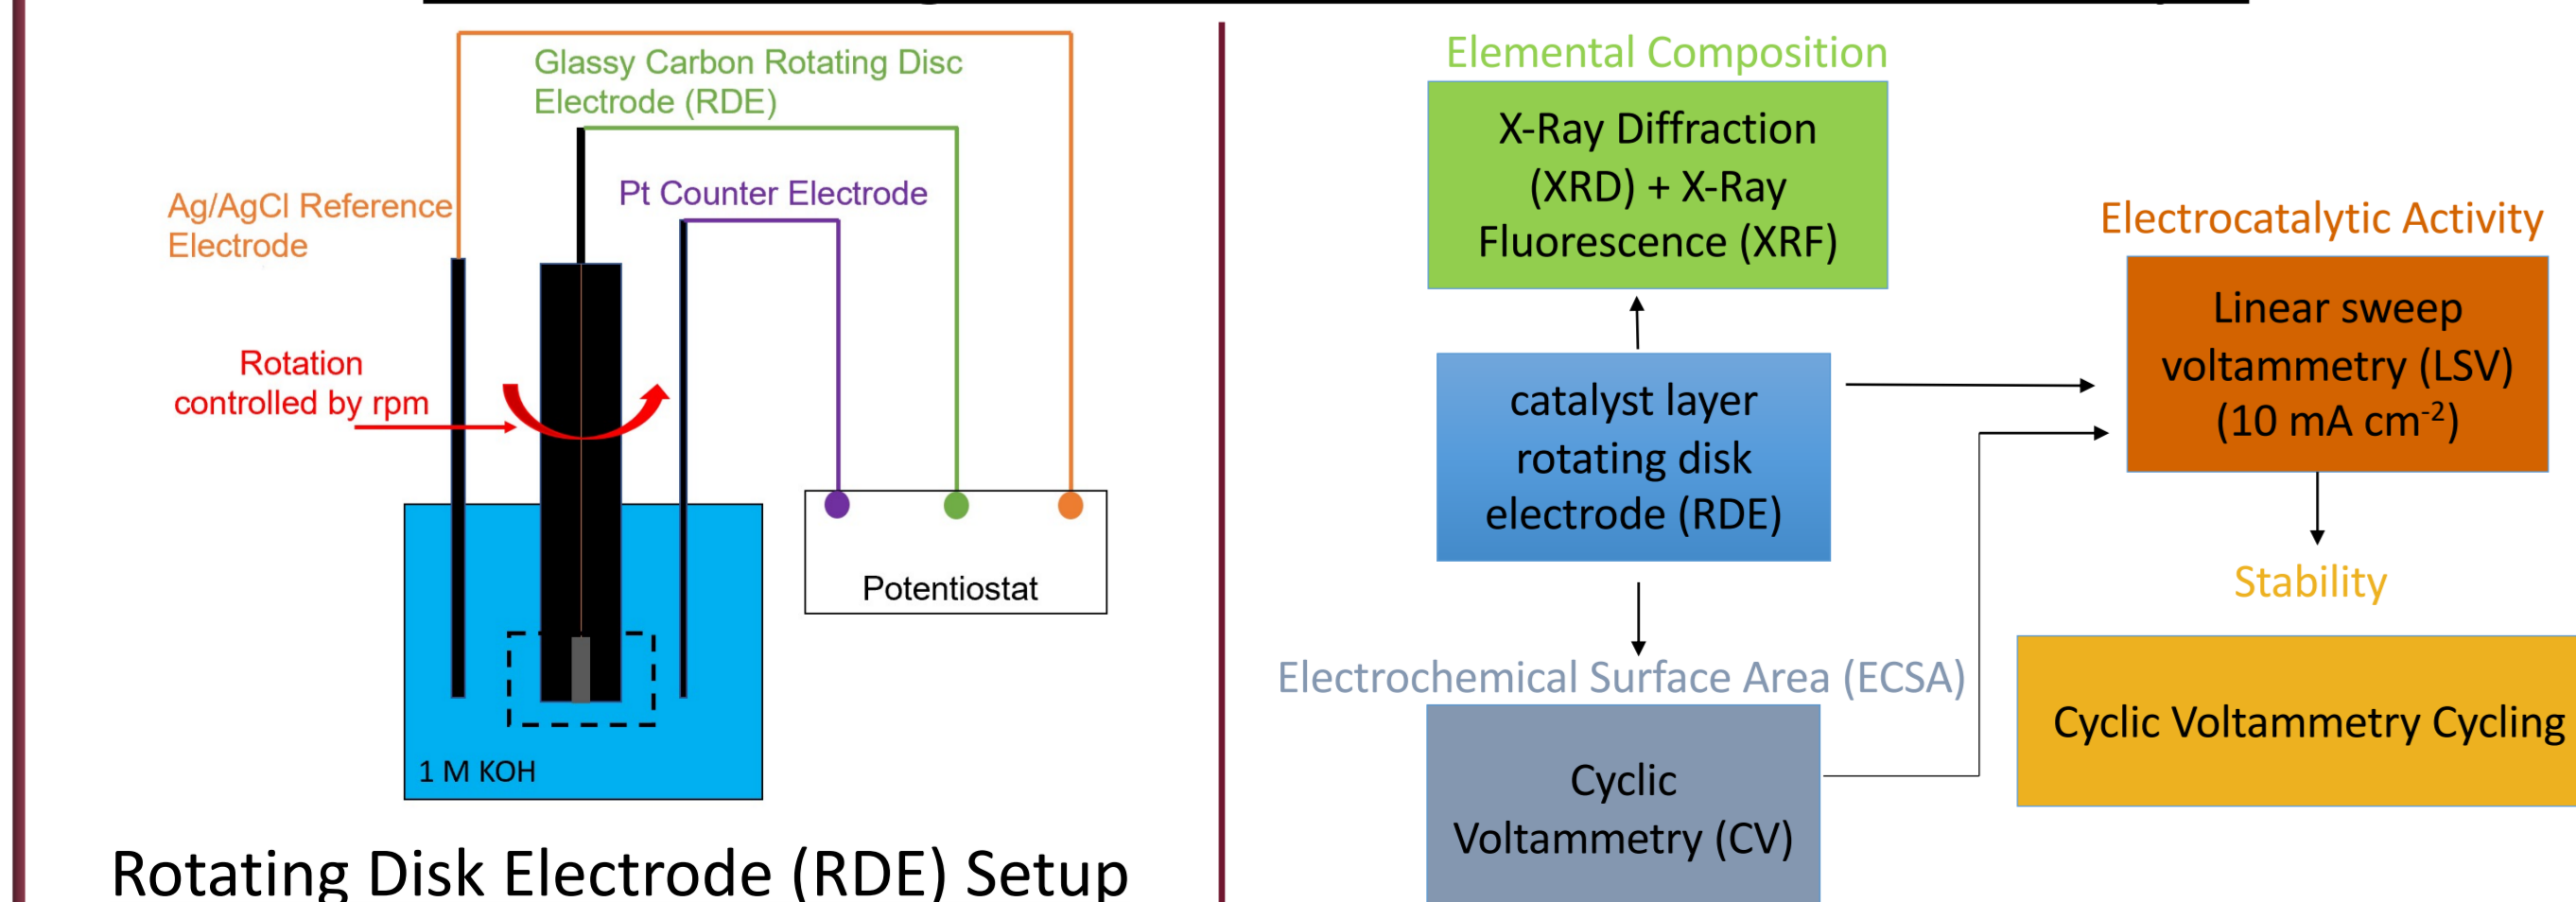 Glassy Carbon Rotating Disc
Electrode (RDE)
Pt Counter Electrode
Ag/AgCl Reference
Electrode
Rotation
controlled by rpm
Potentiostat
1 M KOH
Rotating Disk Electrode (RDE) Setup
Elemental Composition
X-Ray Diffraction
(XRD) + X-Ray
Fluorescence (XRF)
catalyst layer
rotating disk
electrode (RDE)
Electrochemical Surface Area (ECSA)
Cyclic
Voltammetry (CV)
Electrocatalytic Activity
Linear sweep
voltammetry (LSV)
(10 mA cm⁻²)
Stability
Cyclic Voltammetry Cycling